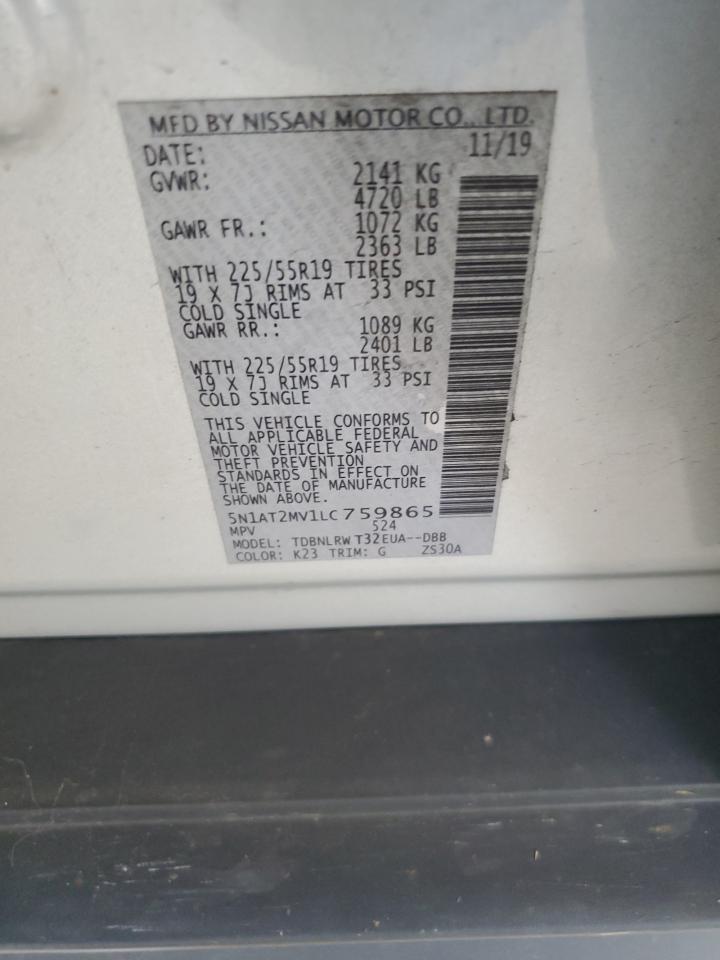 MFD BY NISSAN MOTOR CO., LTD.
DATE: 11/19
GVWR: 2141 KG
4720 LB
GAWR FR.: 1072 KG
2363 LB
WITH 225/55R19 TIRES
19 X 7J RIMS AT 33 PSI
COLD SINGLE
GAWR RR.: 1089 KG
2401 LB
WITH 225/55R19 TIRES
19 X 7J RIMS AT 33 PSI
COLD SINGLE
THIS VEHICLE CONFORMS TO
ALL APPLICABLE FEDERAL
MOTOR VEHICLE SAFETY AND
THEFT PREVENTION
STANDARDS IN EFFECT ON
THE DATE OF MANUFACTURE
SHOWN ABOVE.
5N1AT2MV1LC759865
MPV 524
MODEL: TDBNLRW T32EUA--DBB
COLOR: K23 TRIM: G ZS30A